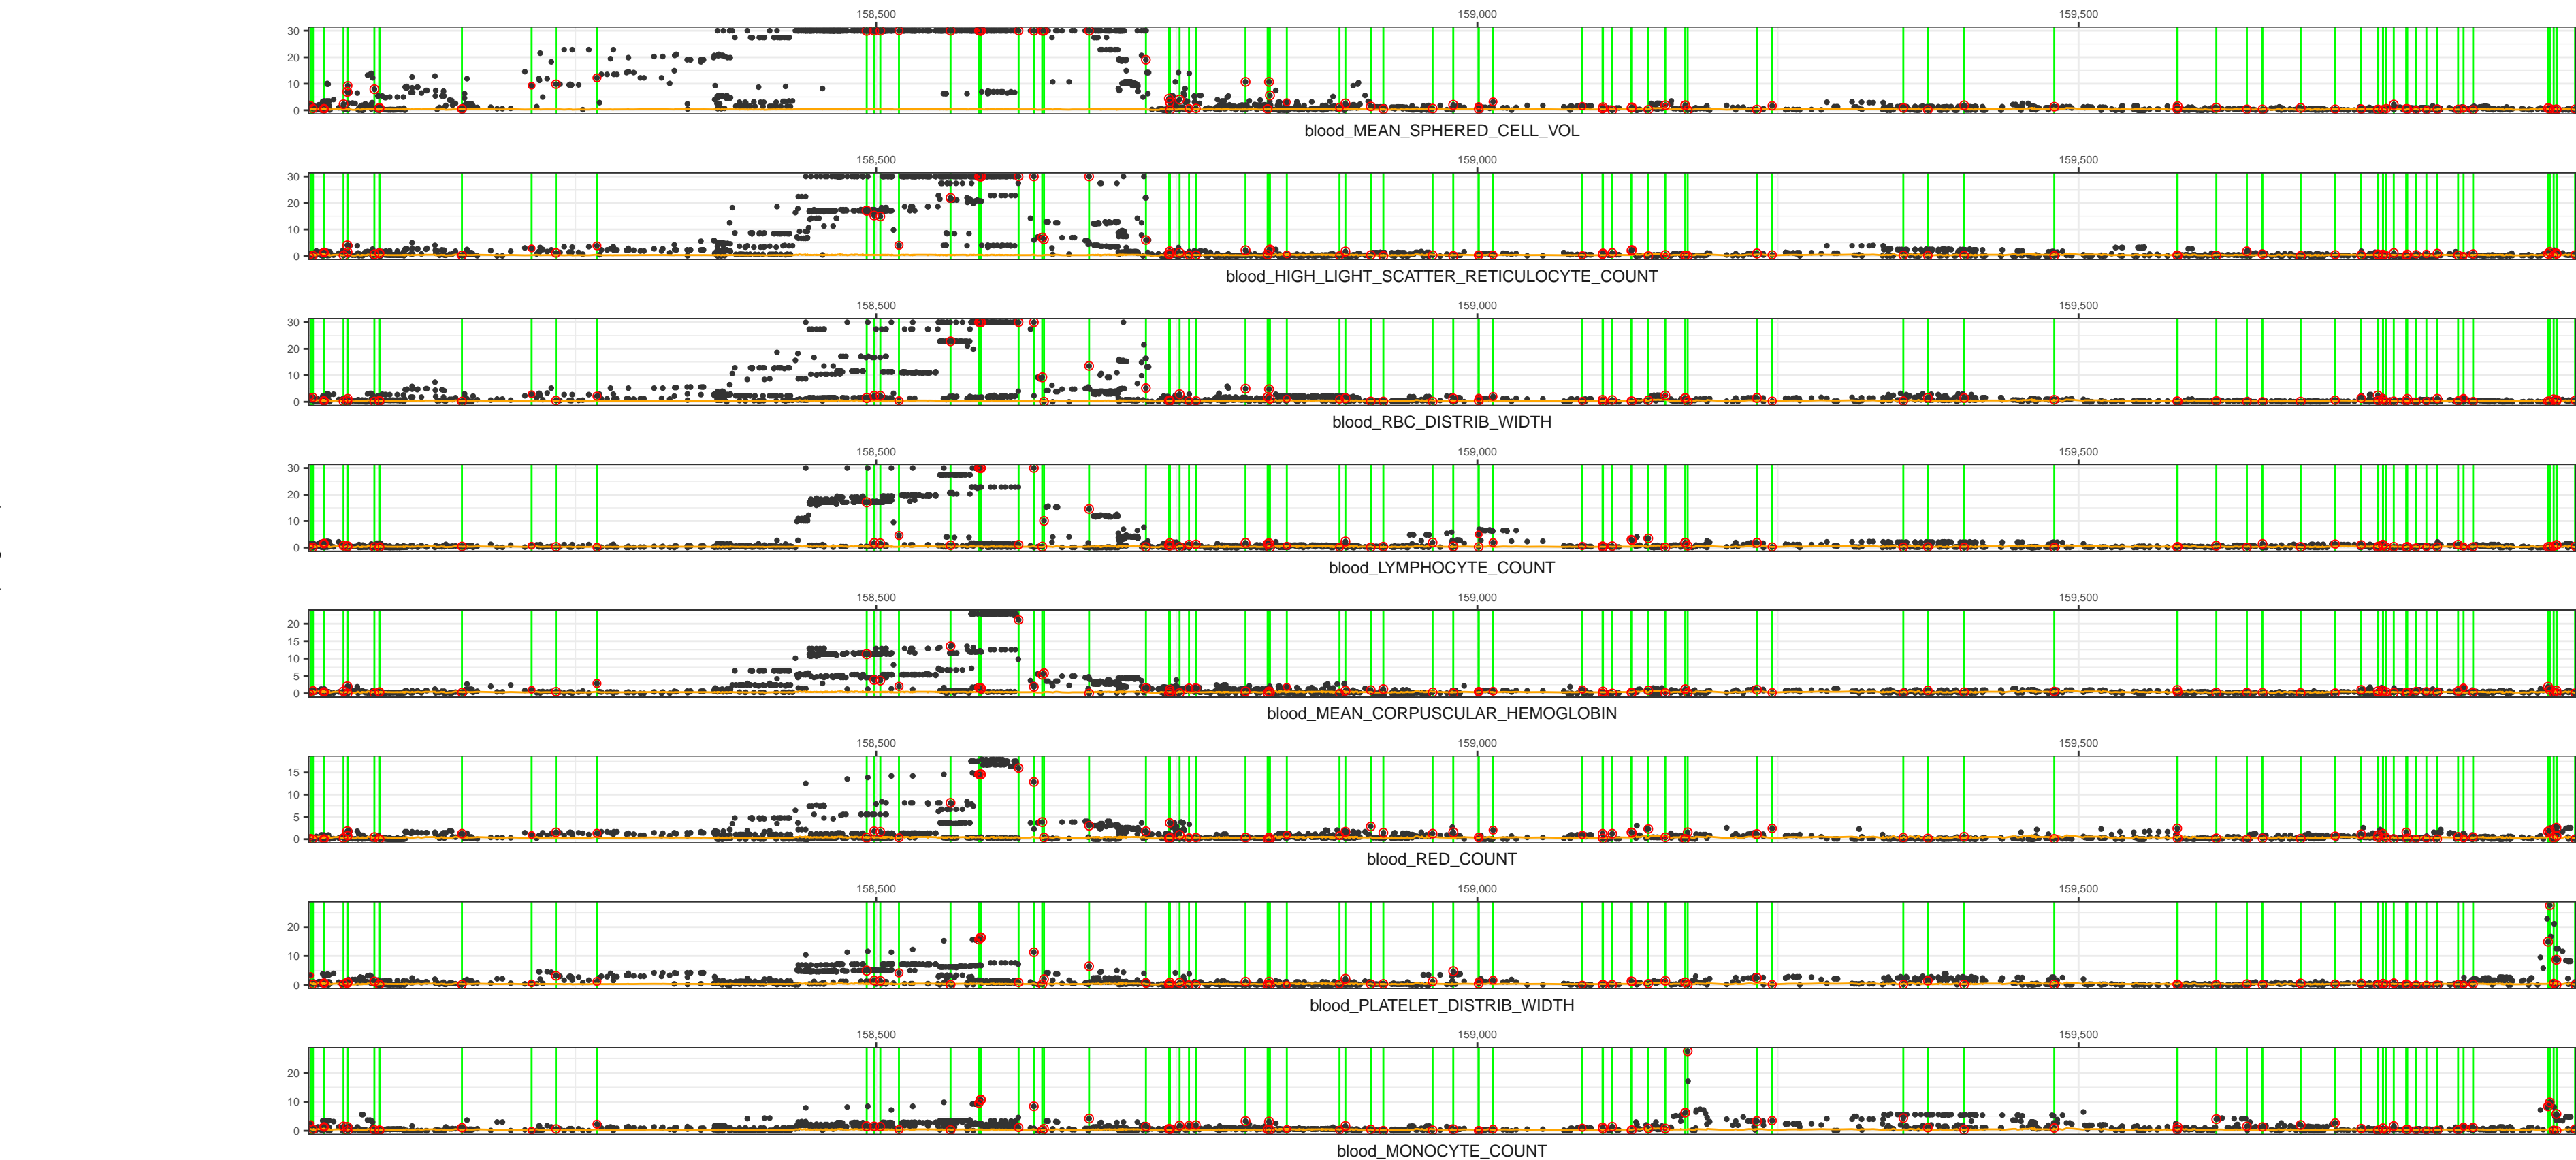 158,500 159,000 159,500
30
20
10
0
blood_MEAN_SPHERED_CELL_VOL
158,500 159,000 159,500
30
20
10
0
blood_HIGH_LIGHT_SCATTER_RETICULOCYTE_COUNT
158,500 159,000 159,500
30
20
10
0
blood_RBC_DISTRIB_WIDTH
158,500 159,000 159,500
30
20
10
0
blood_LYMPHOCYTE_COUNT
158,500 159,000 159,500
20
15
10
5
0
blood_MEAN_CORPUSCULAR_HEMOGLOBIN
158,500 159,000 159,500
15
10
5
0
blood_RED_COUNT
158,500 159,000 159,500
20
10
0
blood_PLATELET_DISTRIB_WIDTH
158,500 159,000 159,500
20
10
0
blood_MONOCYTE_COUNT